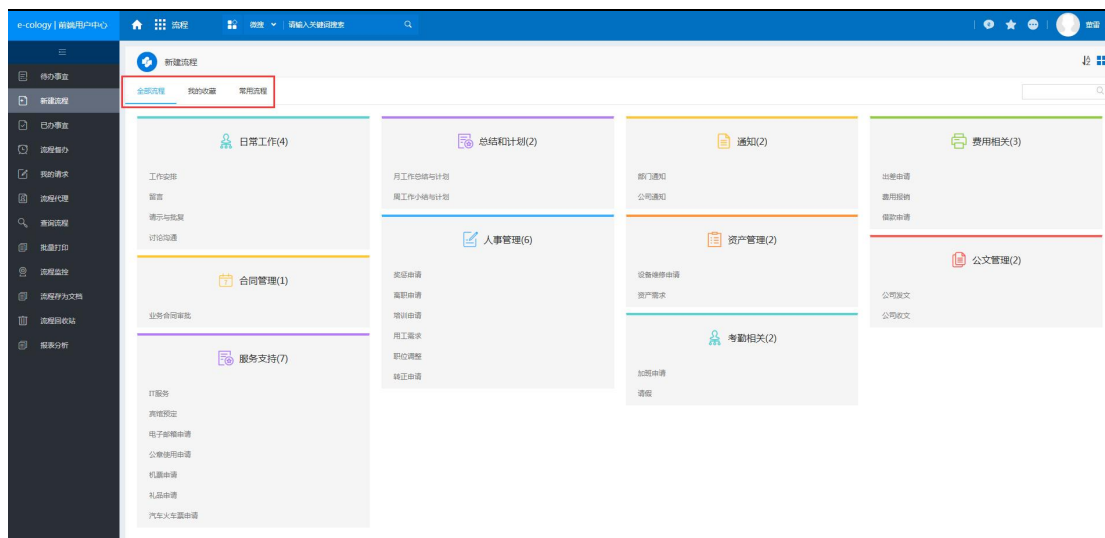 e-cology | 前端用户中心
流程
微搜
请输入关键词搜索
待办事宜
新建流程
已办事宜
流程督办
我的请求
流程代理
查询流程
批量打印
流程监控
流程存为文档
流程回收站
报表分析
新建流程
全部流程 我的收藏 常用流程
日常工作(4)
工作安排
留言
请示与批复
讨论沟通
合同管理(1)
业务合同审批
服务支持(7)
IT服务
宾馆预定
电子邮箱申请
公章使用申请
机票申请
礼品申请
汽车火车票申请
总结和计划(2)
月工作总结与计划
周工作小结与计划
人事管理(6)
奖惩申请
离职申请
培训申请
用工需求
职位调整
转正申请
通知(2)
部门通知
公司通知
资产管理(2)
设备维修申请
资产需求
考勤相关(2)
加班申请
请假
费用相关(3)
出差申请
费用报销
借款申请
公文管理(2)
公司发文
公司收文